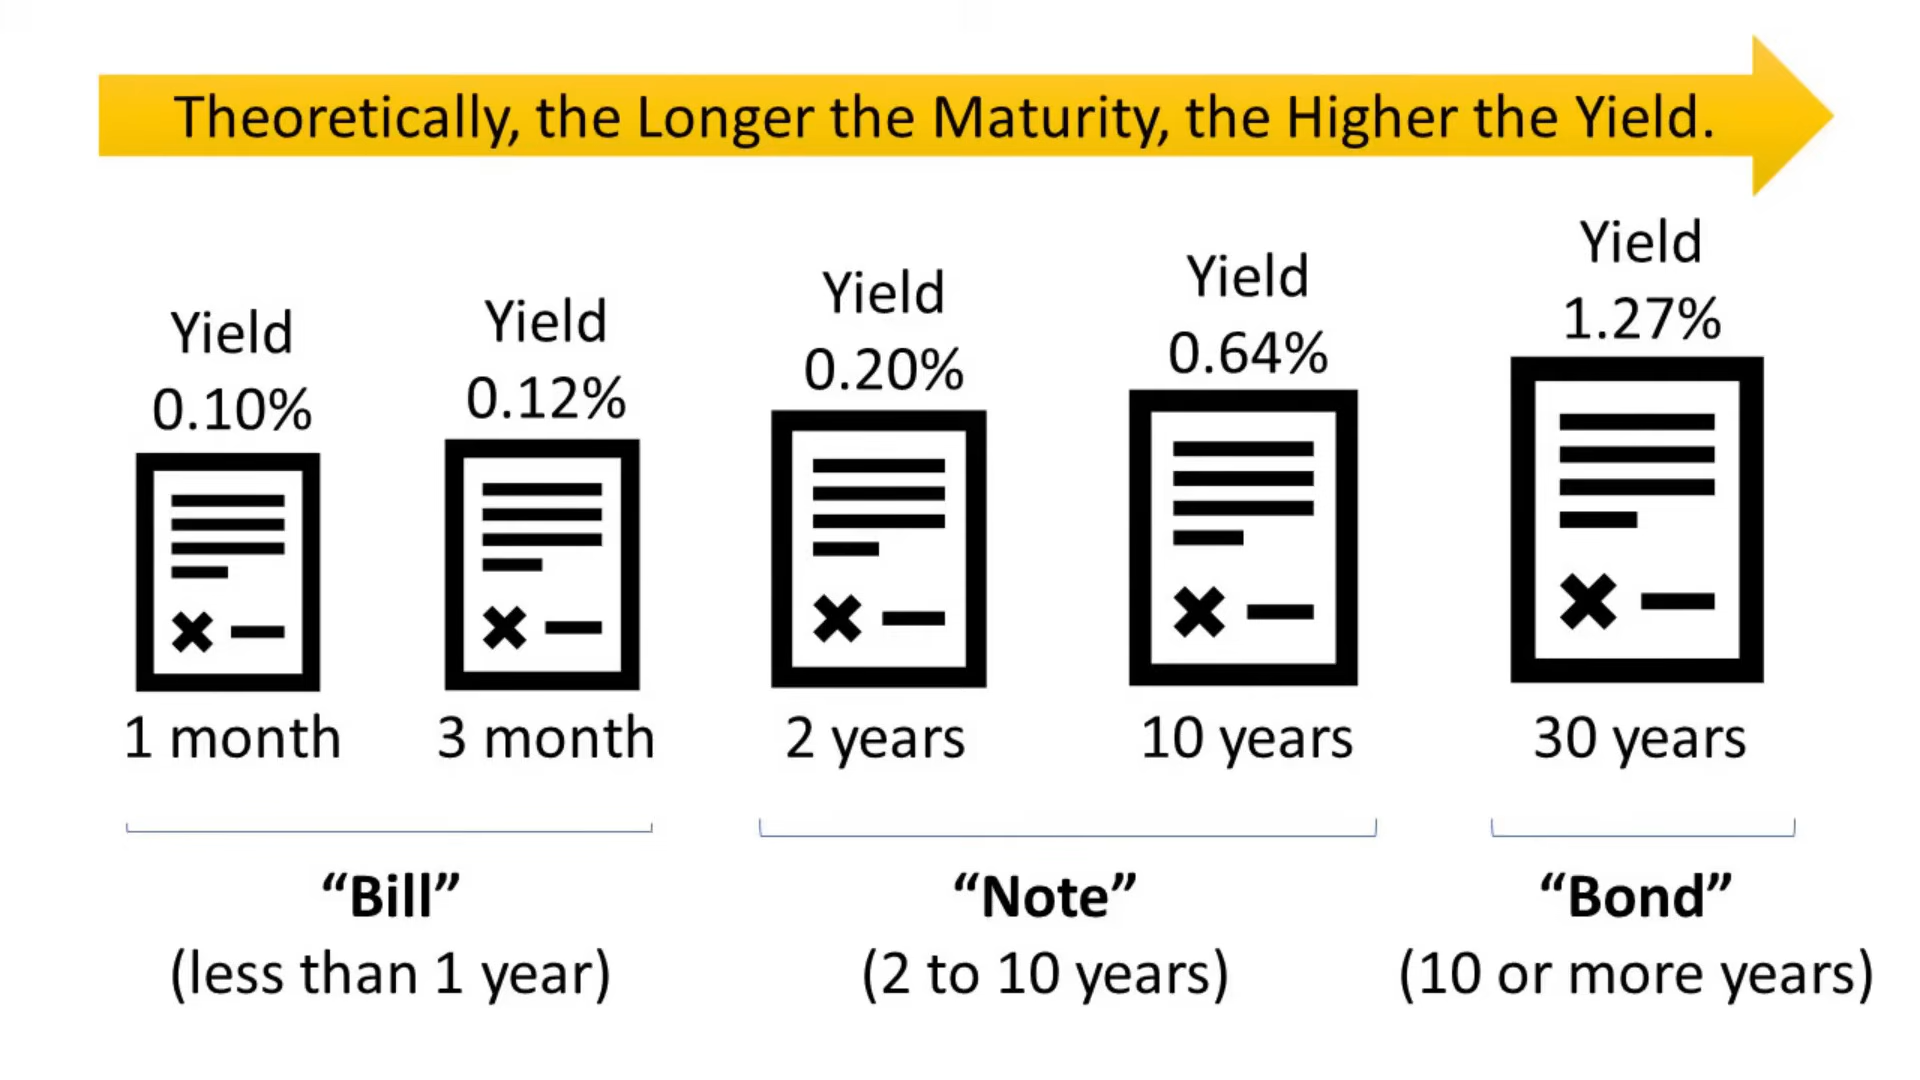 Theoretically, the Longer the Maturity, the Higher the Yield.
Yield
0.10%
1 month
Yield
0.12%
3 month
Yield
0.20%
2 years
Yield
0.64%
10 years
Yield
1.27%
30 years
“Bill”
(less than 1 year)
“Note”
(2 to 10 years)
“Bond”
(10 or more years)